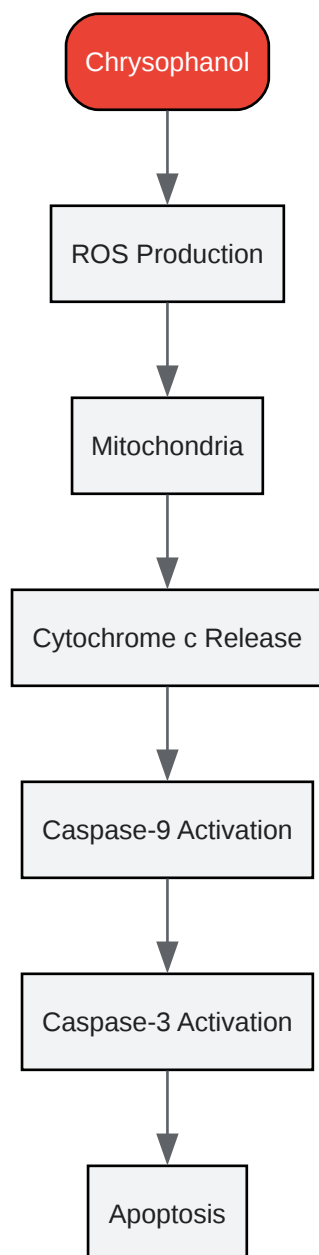 Chrysophanol
ROS Production
Mitochondria
Cytochrome c Release
Caspase-9 Activation
Caspase-3 Activation
Apoptosis